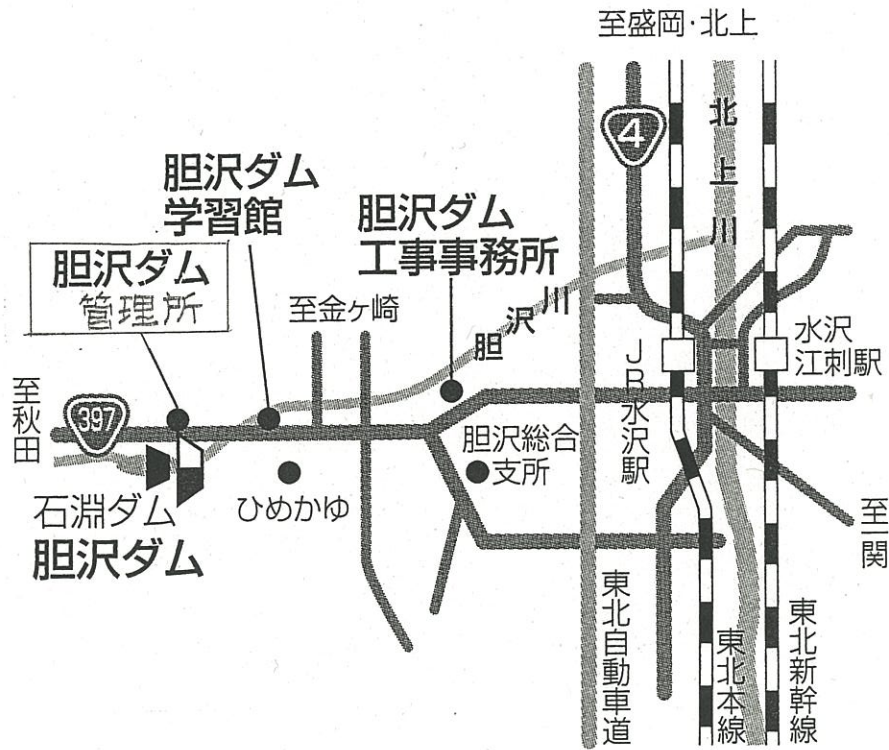 至盛岡・北上
4
北上川
胆沢ダム
学習館
胆沢ダム
工事事務所
胆沢ダム
管理所
至金ヶ崎
胆沢川
水沢
江刺駅
JR水沢駅
至秋田
397
胆沢総合
支所
ひめかゆ
石淵ダム
胆沢ダム
至一関
東北自動車道
東北本線
東北新幹線